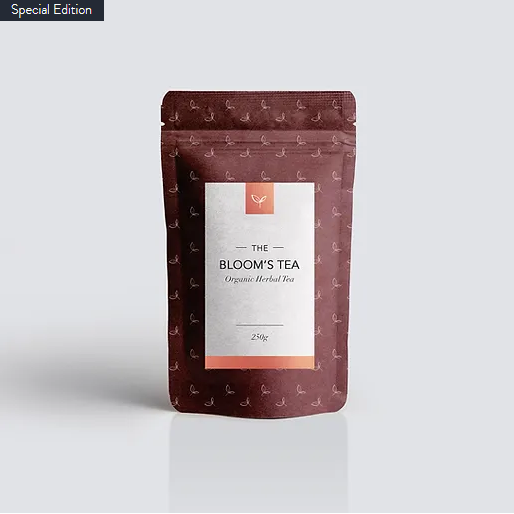 Special Edition
THE
BLOOM'S TEA
Organic Herbal Tea
250g